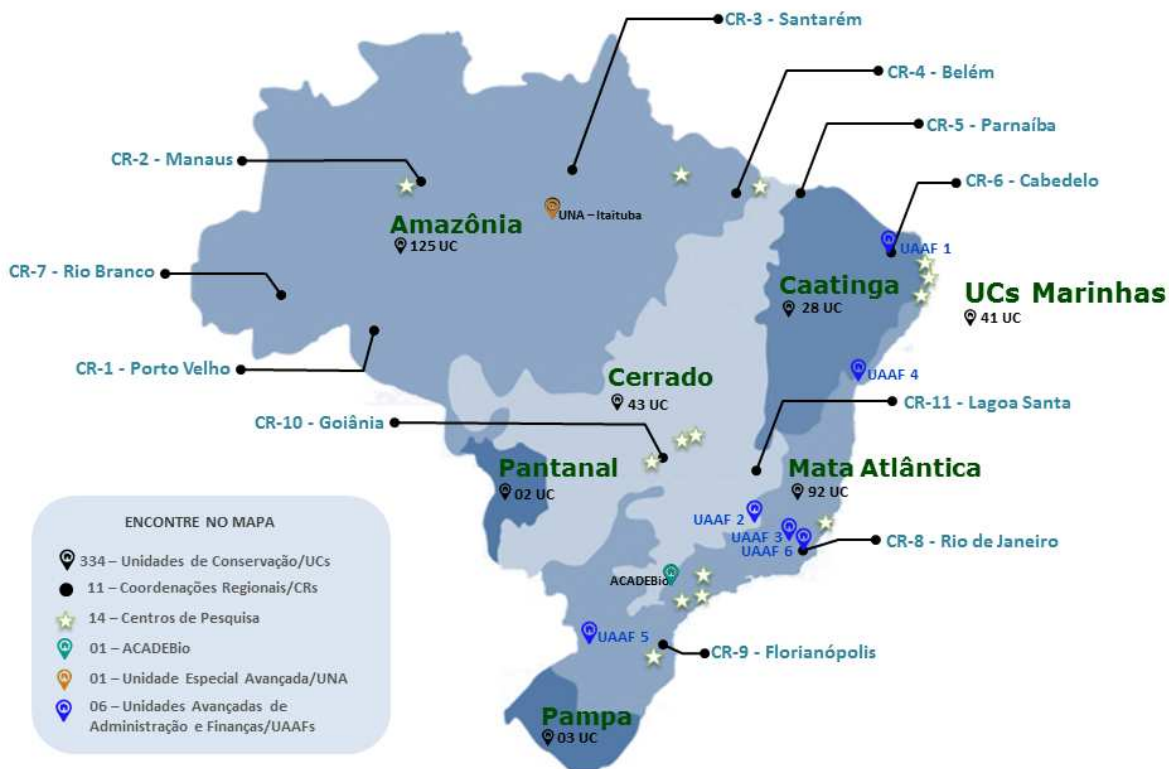 CR-3 - Santarém
CR-4 - Belém
CR-5 - Parnaíba
CR-2 - Manaus
CR-6 - Cabedelo
UNA – Itaituba
Amazônia
125 UC
UAAF 1
CR-7 - Rio Branco
Caatinga
28 UC
UCs Marinhas
41 UC
CR-1 - Porto Velho
Cerrado
43 UC
UAAF 4
CR-11 - Lagoa Santa
CR-10 - Goiânia
Pantanal
02 UC
Mata Atlântica
92 UC
UAAF 2
UAAF 3
UAAF 6
CR-8 - Rio de Janeiro
ACADEBio
UAAF 5
CR-9 - Florianópolis
Pampa
03 UC
ENCONTRE NO MAPA
334 – Unidades de Conservação/UCs
11 – Coordenações Regionais/CRs
14 – Centros de Pesquisa
01 – ACADEBio
01 – Unidade Especial Avançada/UNA
06 – Unidades Avançadas de
Administração e Finanças/UAAFs